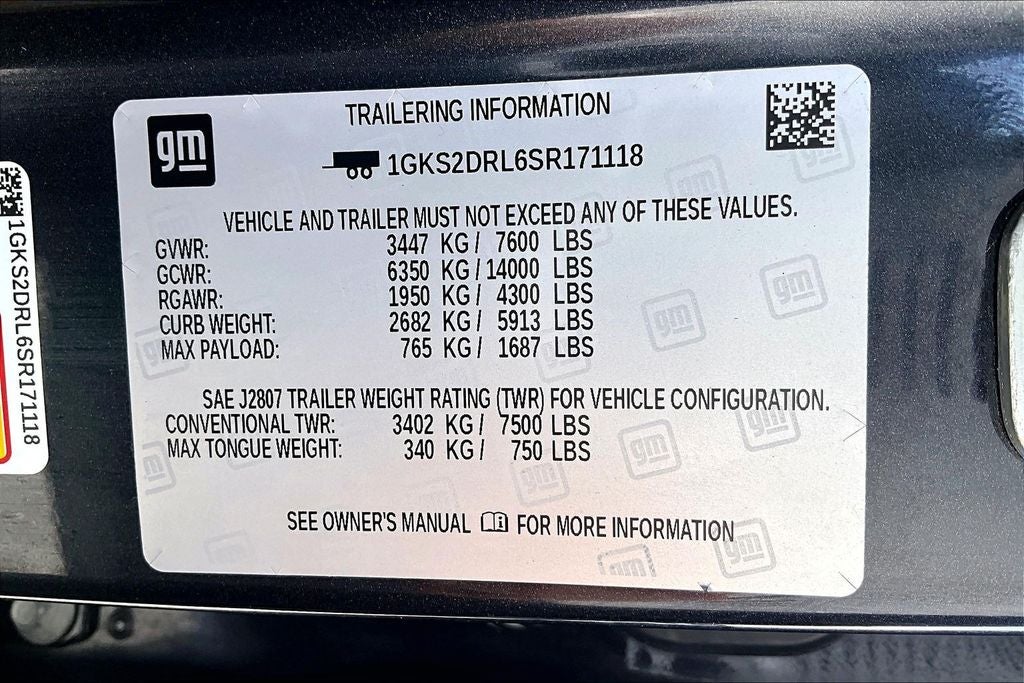 gm
TRAILERING INFORMATION
1GKS2DRL6SR171118
VEHICLE AND TRAILER MUST NOT EXCEED ANY OF THESE VALUES.
GVWR: 3447 KG / 7600 LBS
GCWR: 6350 KG / 14000 LBS
RGAWR: 1950 KG / 4300 LBS
CURB WEIGHT: 2682 KG / 5913 LBS
MAX PAYLOAD: 765 KG / 1687 LBS
SAE J2807 TRAILER WEIGHT RATING (TWR) FOR VEHICLE CONFIGURATION.
CONVENTIONAL TWR: 3402 KG / 7500 LBS
MAX TONGUE WEIGHT: 340 KG / 750 LBS
SEE OWNER'S MANUAL FOR MORE INFORMATION
1GKS2DRL6SR171118